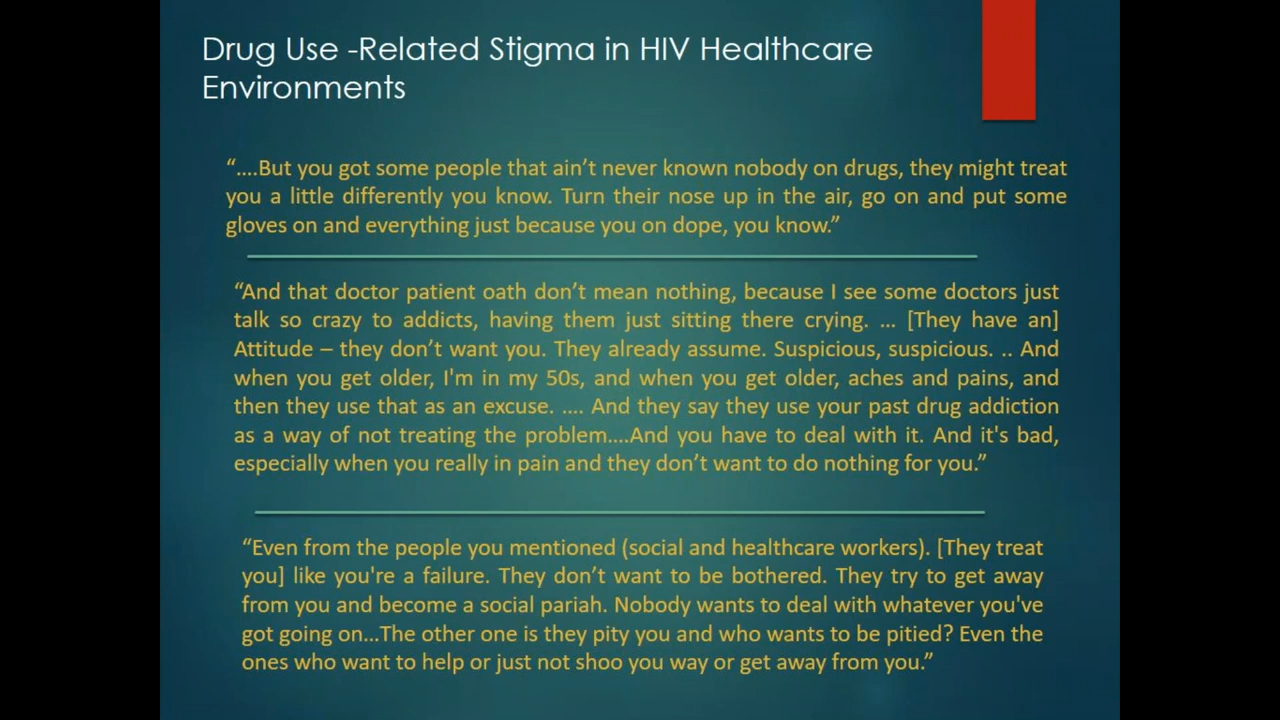 Drug Use -Related Stigma in HIV Healthcare
Environments
“....But you got some people that ain’t never known nobody on drugs, they might treat
you a little differently you know. Turn their nose up in the air, go on and put some
gloves on and everything just because you on dope, you know.”
“And that doctor patient oath don’t mean nothing, because I see some doctors just
talk so crazy to addicts, having them just sitting there crying. ... [They have an]
Attitude – they don’t want you. They already assume. Suspicious, suspicious. .. And
when you get older, I'm in my 50s, and when you get older, aches and pains, and
then they use that as an excuse. .... And they say they use your past drug addiction
as a way of not treating the problem....And you have to deal with it. And it's bad,
especially when you really in pain and they don’t want to do nothing for you.”
“Even from the people you mentioned (social and healthcare workers). [They treat
you] like you're a failure. They don’t want to be bothered. They try to get away
from you and become a social pariah. Nobody wants to deal with whatever you've
got going on...The other one is they pity you and who wants to be pitied? Even the
ones who want to help or just not shoo you way or get away from you.”